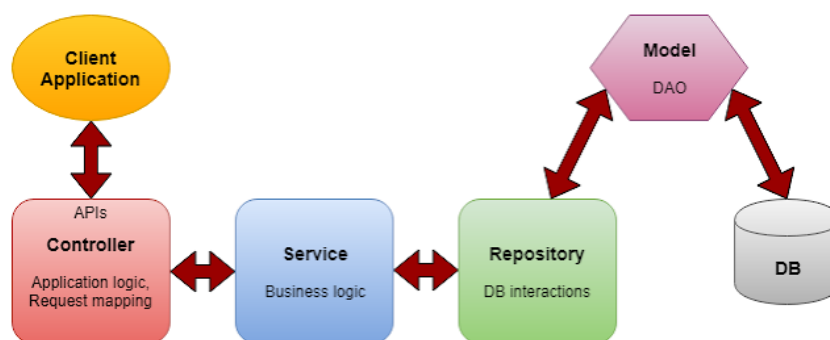 Client
Application
Model
DAO
APIs
Controller
Application logic,
Request mapping
Service
Business logic
Repository
DB interactions
DB